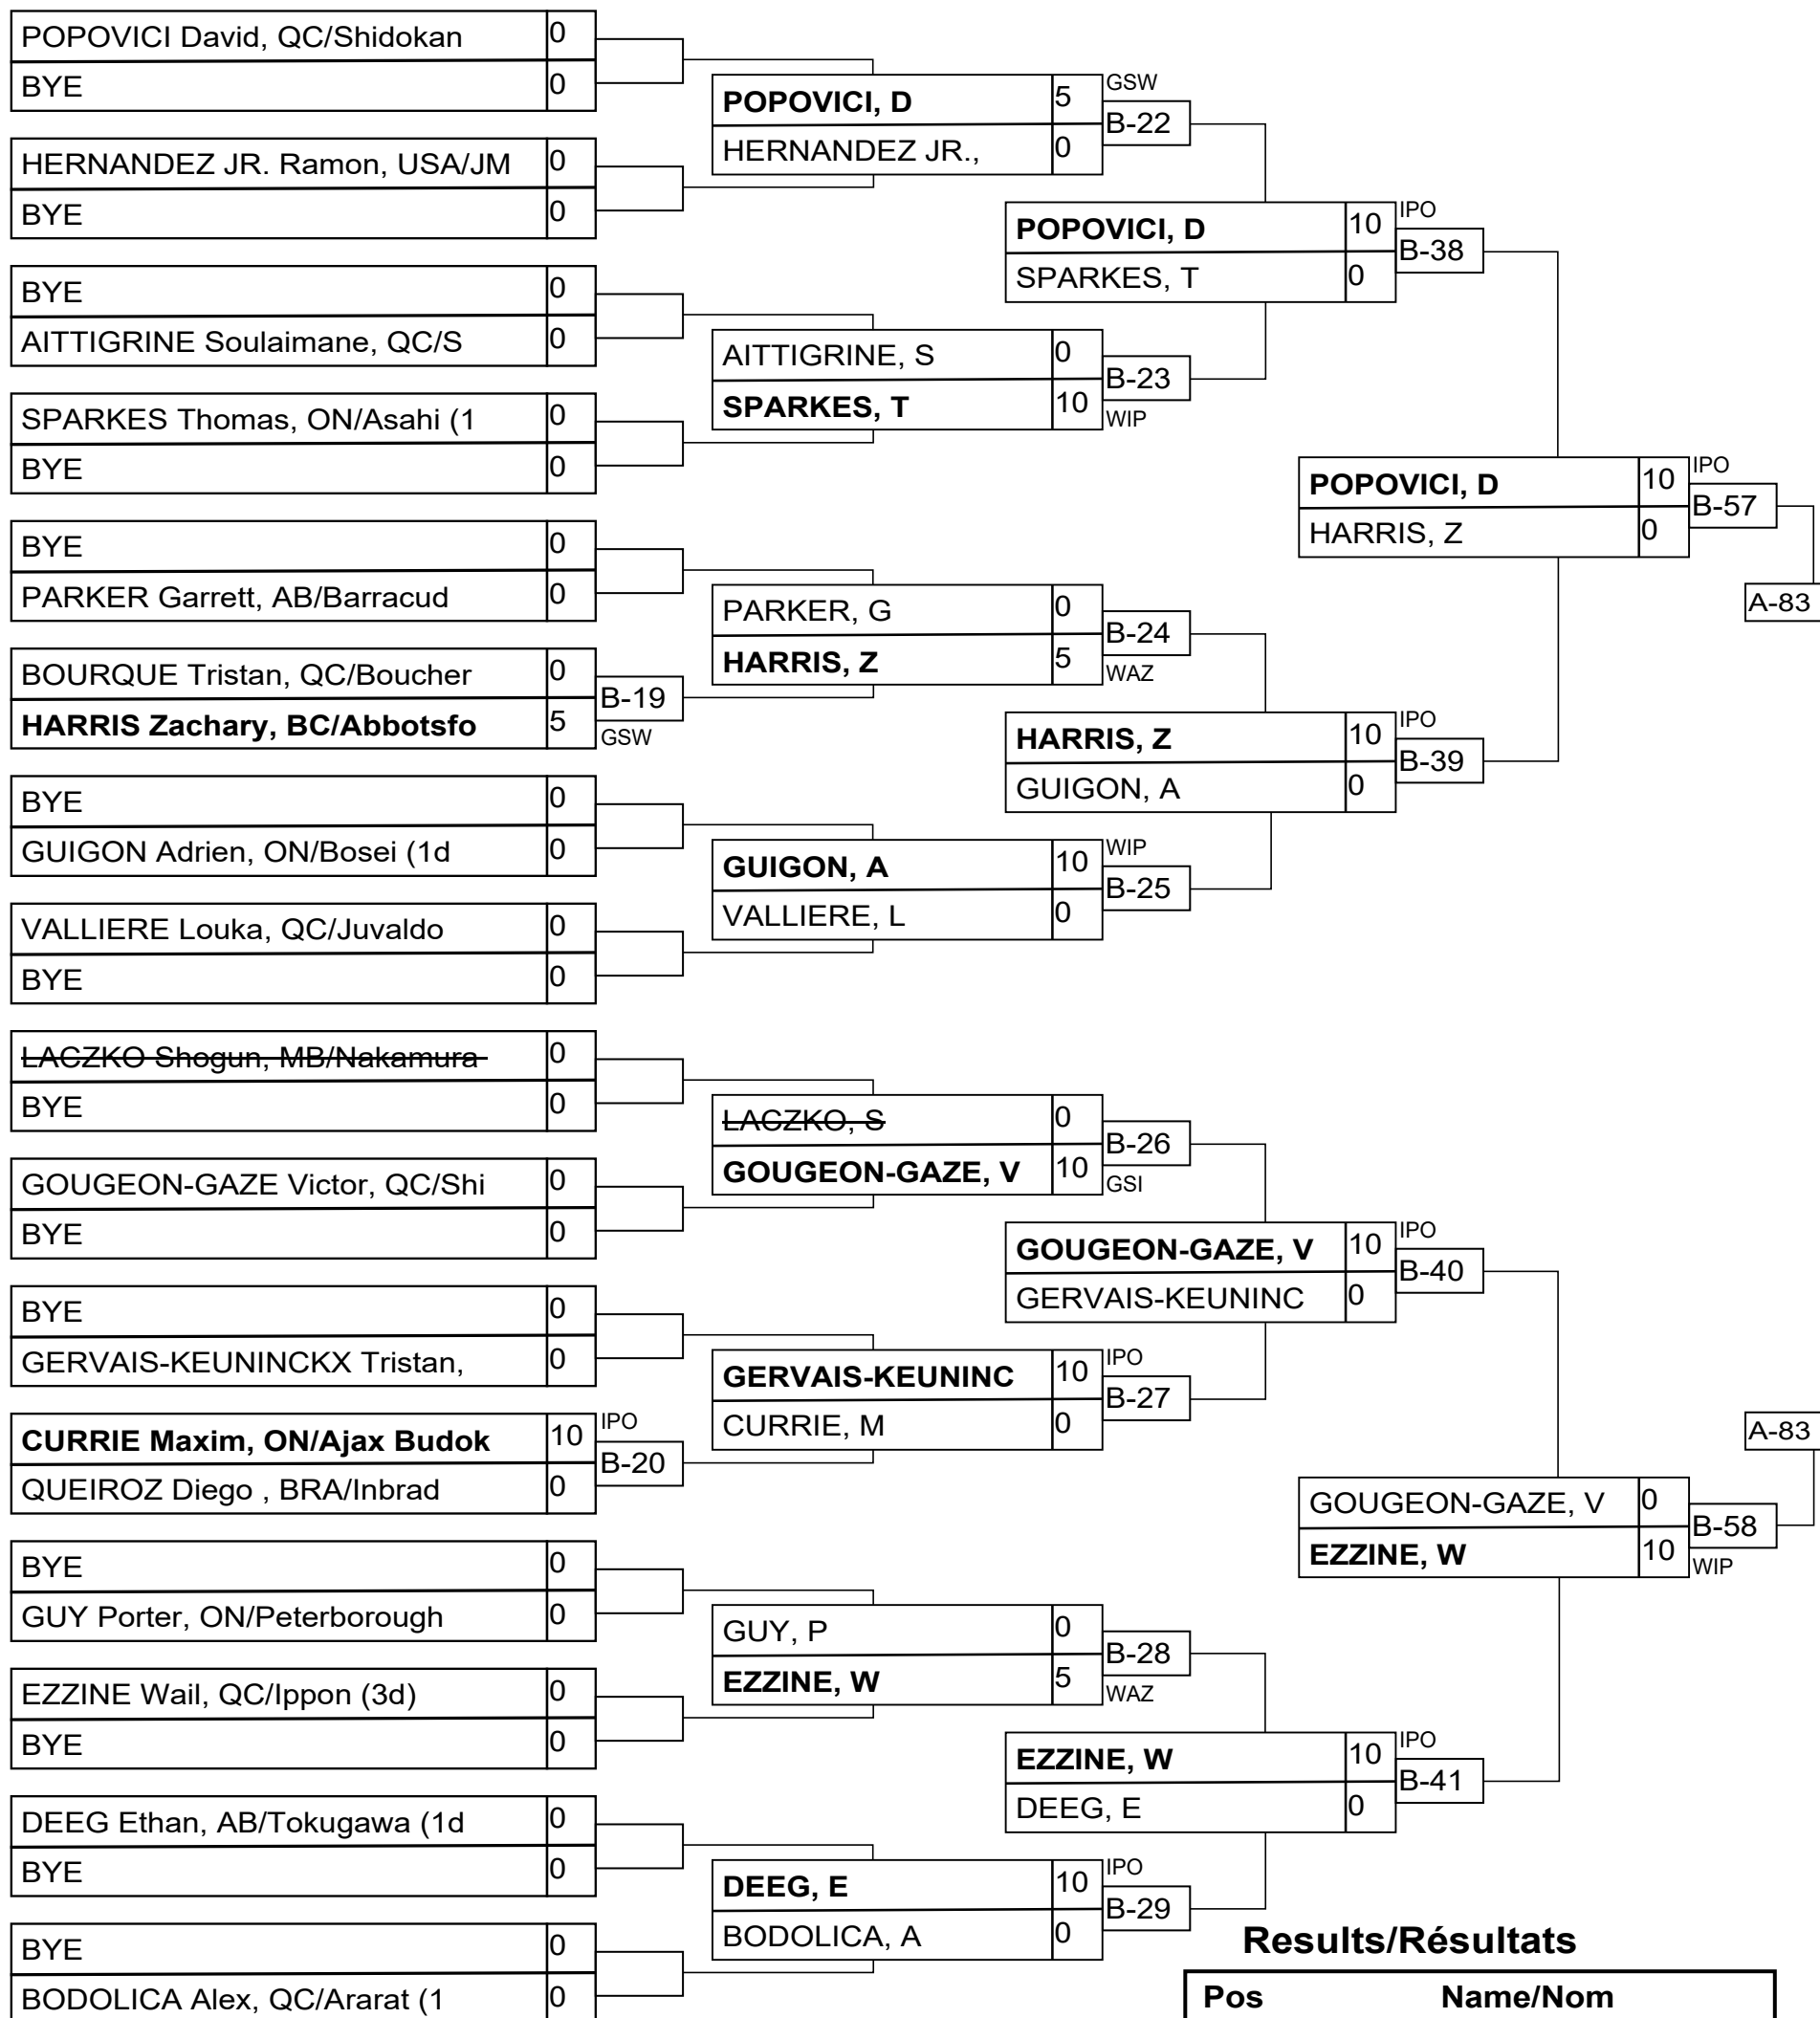 POPOVICI David, QC/Shidokan 0
BYE 0
HERNANDEZ JR. Ramon, USA/JM 0
BYE 0
BYE 0
AITTIGRINE Soulaimane, QC/S 0
SPARKES Thomas, ON/Asahi (1 0
BYE 0
BYE 0
PARKER Garrett, AB/Barracud 0
BOURQUE Tristan, QC/Boucher 0
B-19
HARRIS Zachary, BC/Abbotsfo 5
GSW
BYE 0
GUIGON Adrien, ON/Bosei (1d 0
VALLIERE Louka, QC/Juvaldo 0
BYE 0
LACZKO Shogun, MB/Nakamura 0
BYE 0
GOUGEON-GAZE Victor, QC/Shi 0
BYE 0
BYE 0
GERVAIS-KEUNINCKX Tristan, 0
CURRIE Maxim, ON/Ajax Budok 10
IPO
B-20
QUEIROZ Diego , BRA/Inbrad 0
BYE 0
GUY Porter, ON/Peterborough 0
EZZINE Wail, QC/Ippon (3d) 0
BYE 0
DEEG Ethan, AB/Tokugawa (1d 0
BYE 0
BYE 0
BODOLICA Alex, QC/Ararat (1 0
POPOVICI, D 5
GSW
B-22
HERNANDEZ JR., 0
AITTIGRINE, S 0
B-23
SPARKES, T 10
WIP
PARKER, G 0
B-24
HARRIS, Z 5
WAZ
GUIGON, A 10
WIP
B-25
VALLIERE, L 0
LACZKO, S 0
B-26
GOUGEON-GAZE, V 10
GSI
GERVAIS-KEUNINC 10
IPO
B-27
CURRIE, M 0
GUY, P 0
B-28
EZZINE, W 5
WAZ
DEEG, E 10
IPO
B-29
BODOLICA, A 0
POPOVICI, D 10
IPO
B-38
SPARKES, T 0
HARRIS, Z 10
IPO
B-39
GUIGON, A 0
GOUGEON-GAZE, V 10
IPO
B-40
GERVAIS-KEUNINC 0
EZZINE, W 10
IPO
B-41
DEEG, E 0
POPOVICI, D 10
IPO
B-57
HARRIS, Z 0
A-83
A-83
GOUGEON-GAZE, V 0
B-58
EZZINE, W 10
WIP
Results/Résultats
Pos Name/Nom